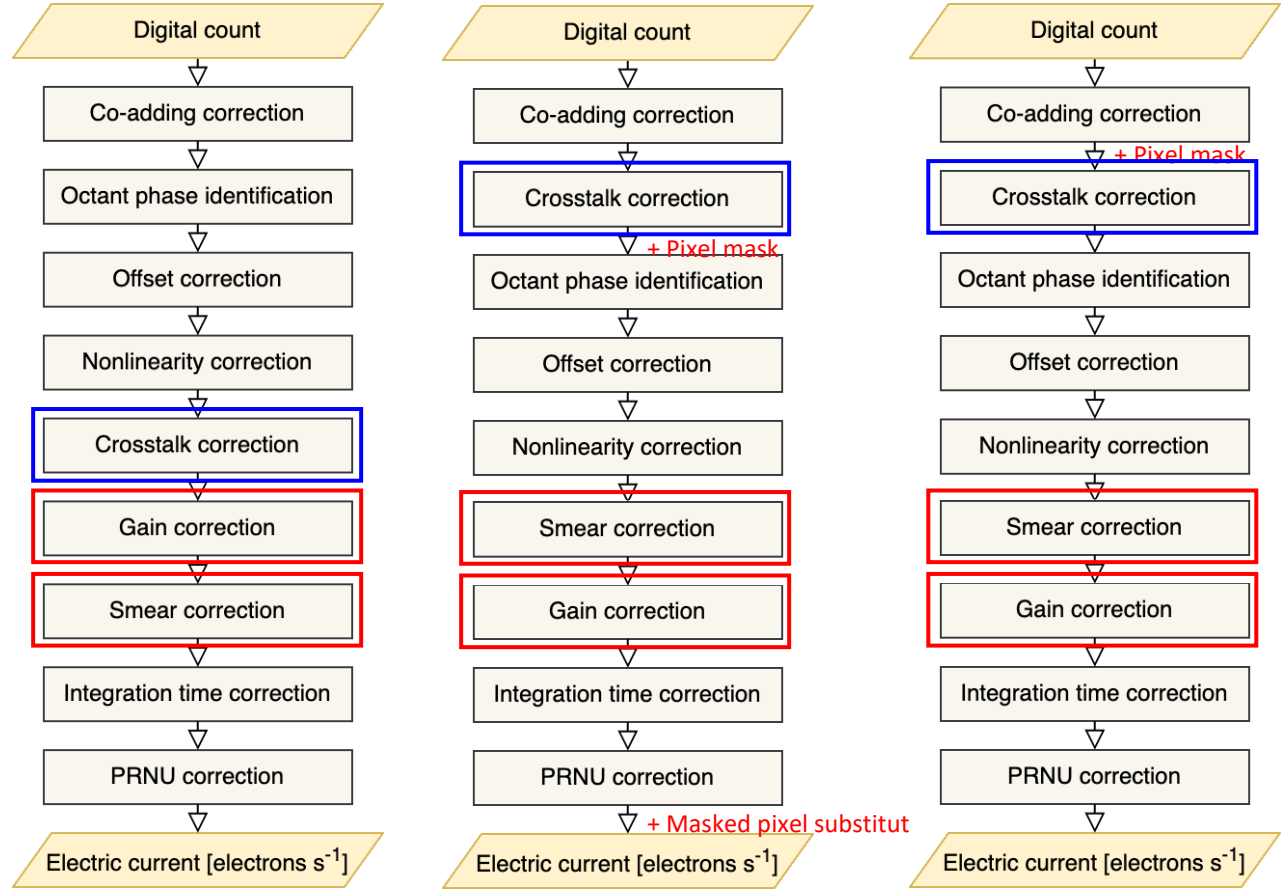 Digital count
Co-adding correction
Octant phase identification
Offset correction
Nonlinearity correction
Crosstalk correction
Gain correction
Smear correction
Integration time correction
PRNU correction
Electric current [electrons s⁻¹]
Digital count
Co-adding correction
Crosstalk correction
+ Pixel mask
Octant phase identification
Offset correction
Nonlinearity correction
Smear correction
Gain correction
Integration time correction
PRNU correction
+ Masked pixel substitut
Electric current [electrons s⁻¹]
Digital count
Co-adding correction
+ Pixel mask
Crosstalk correction
Octant phase identification
Offset correction
Nonlinearity correction
Smear correction
Gain correction
Integration time correction
PRNU correction
Electric current [electrons s⁻¹]